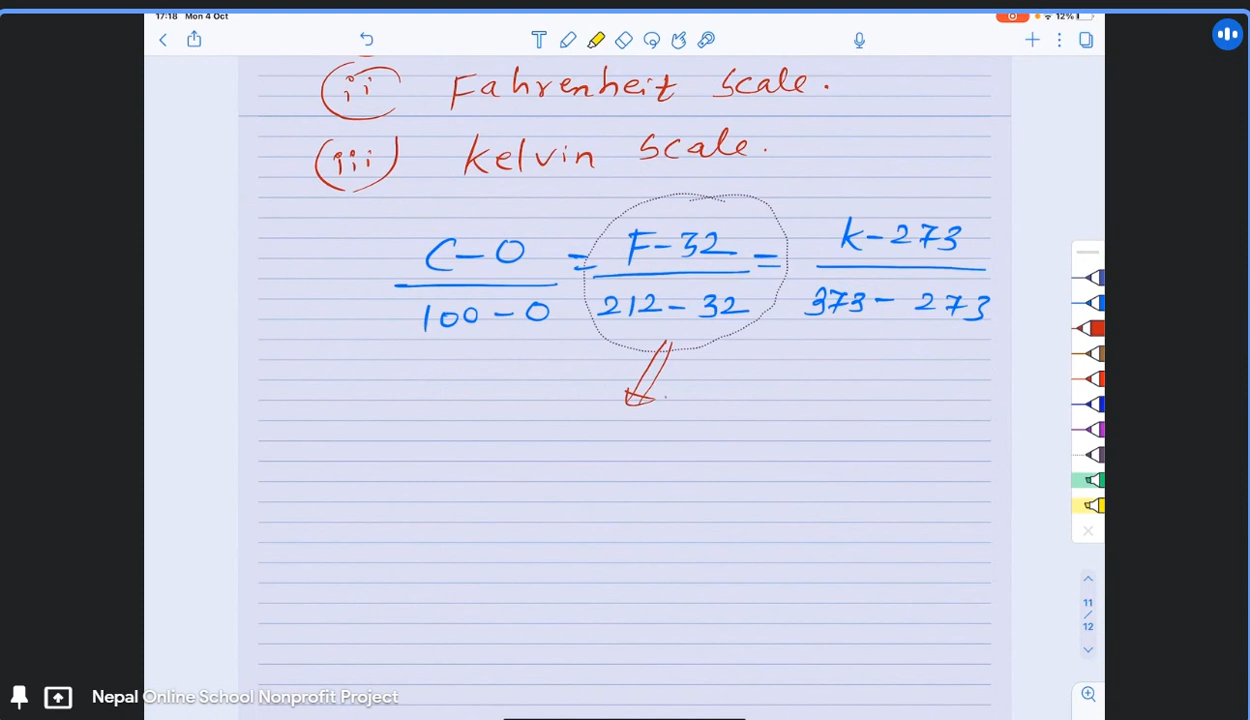 17:18 Mon 4 Oct
12%
(ii) Fahrenheit Scale.
(iii) Kelvin Scale.
C-0 / 100-0 = F-32 / 212-32 = K-273 / 373-273
11 / 12
Nepal Online School Nonprofit Project